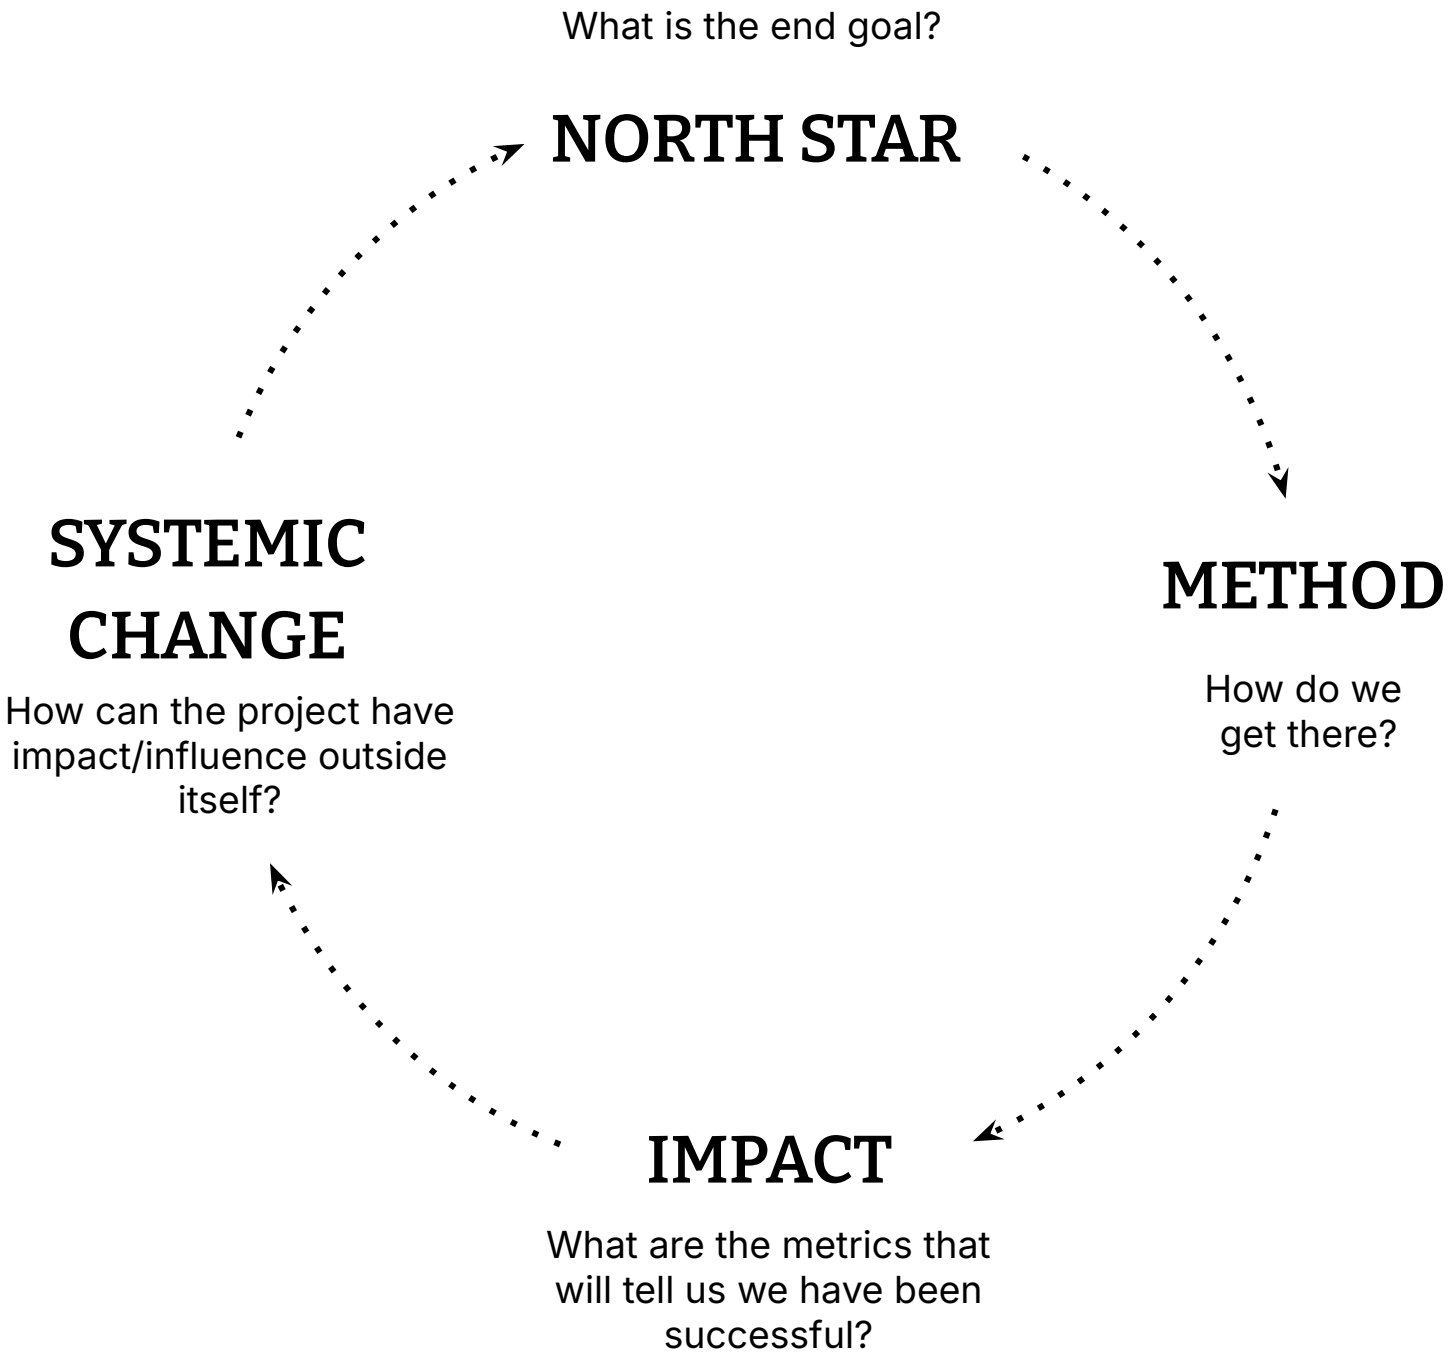 What is the end goal?
NORTH STAR
METHOD
How do we
get there?
IMPACT
What are the metrics that
will tell us we have been
successful?
SYSTEMIC
CHANGE
How can the project have
impact/influence outside
itself?